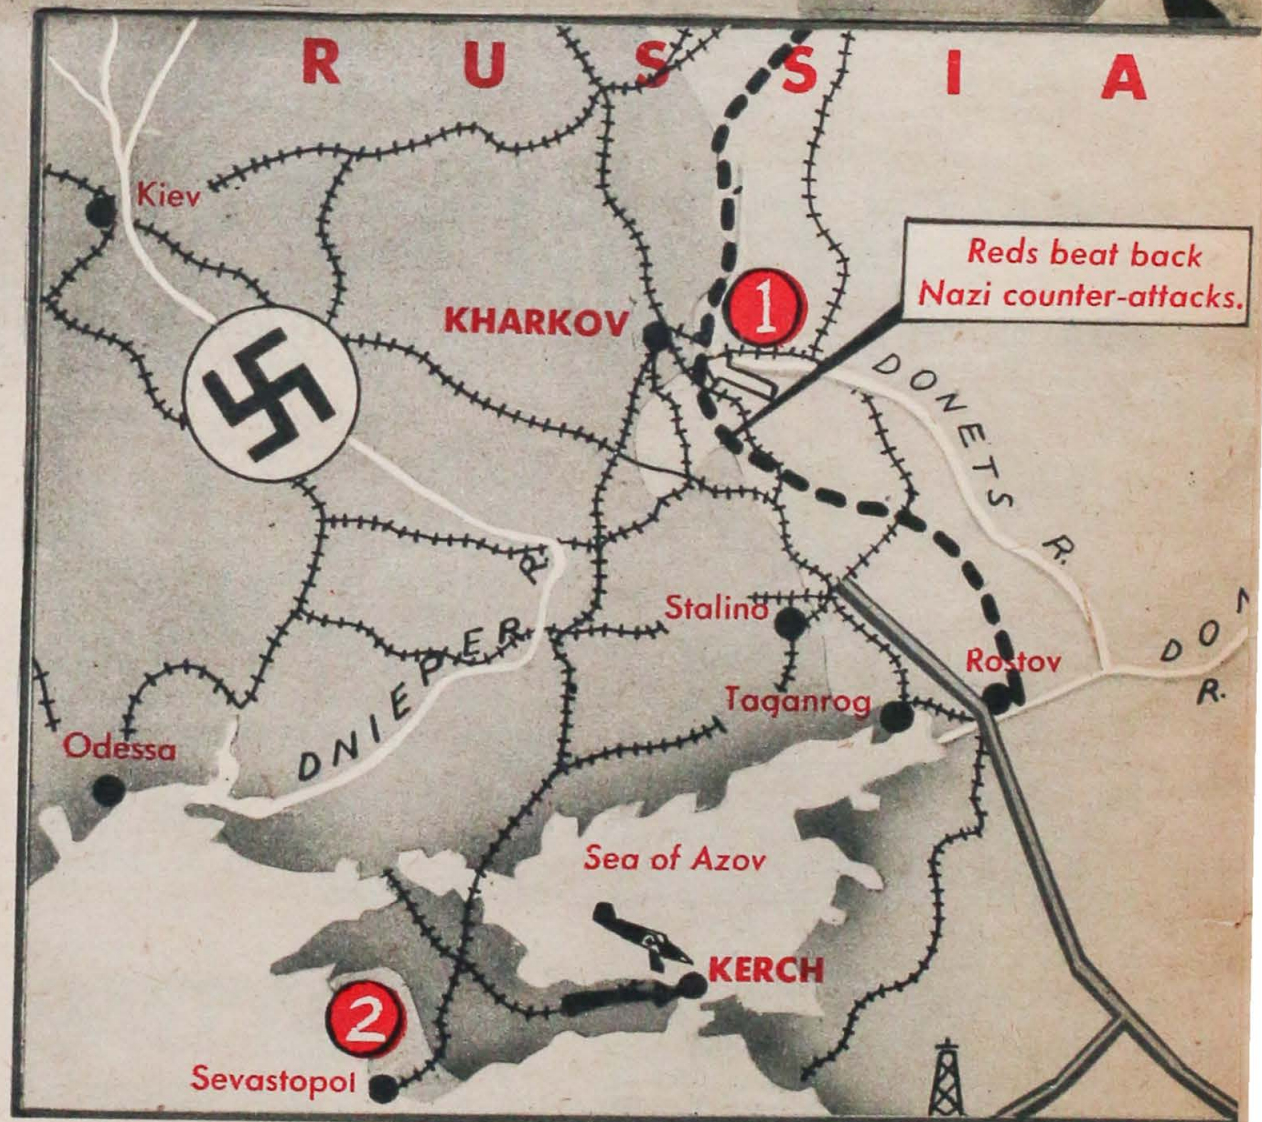 RUSSIA
Kiev
Reds beat back
Nazi counter-attacks.
1
KHARKOV
DONETS R.
Stalino
DNIEPER R.
Rostov
DON R.
Taganrog
Odessa
Sea of Azov
KERCH
2
Sevastopol